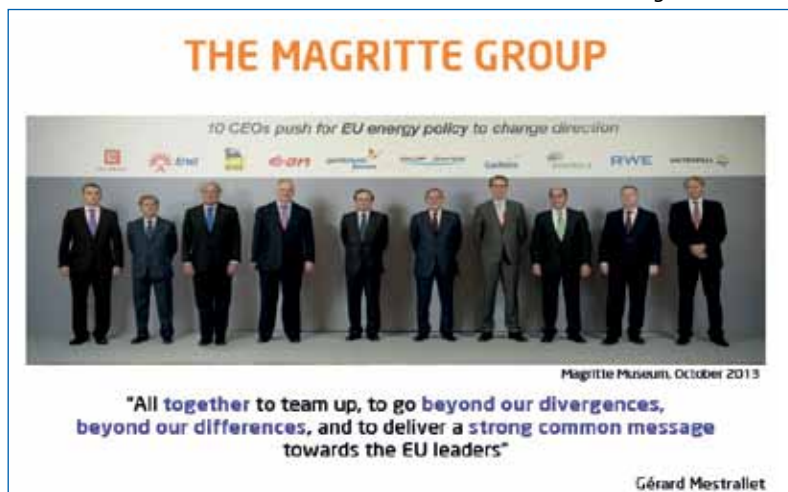 THE MAGRITTE GROUP
10 CEOs push for EU energy policy to change direction
e·on
RWE
VATTENFALL
Magritte Museum, October 2013
"All together to team up, to go beyond our divergences,
beyond our differences, and to deliver a strong common message
towards the EU leaders"
Gérard Mestrallet